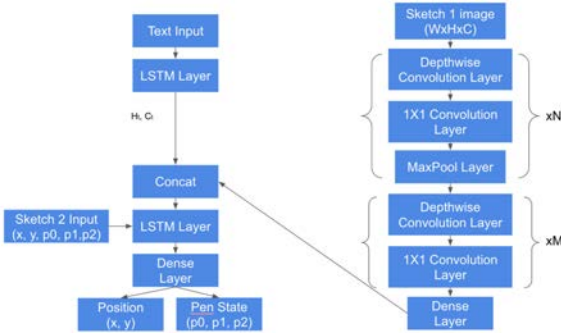 Text Input
LSTM Layer
Hₜ, Cₜ
Concat
Sketch 2 Input
(x, y, p0, p1,p2)
LSTM Layer
Dense
Layer
Position
(x, y)
Pen State
(p0, p1, p2)
Sketch 1 image
(WxHxC)
Depthwise
Convolution Layer
1X1 Convolution
Layer
MaxPool Layer
xN
Depthwise
Convolution Layer
1X1 Convolution
Layer
xM
Dense
Layer